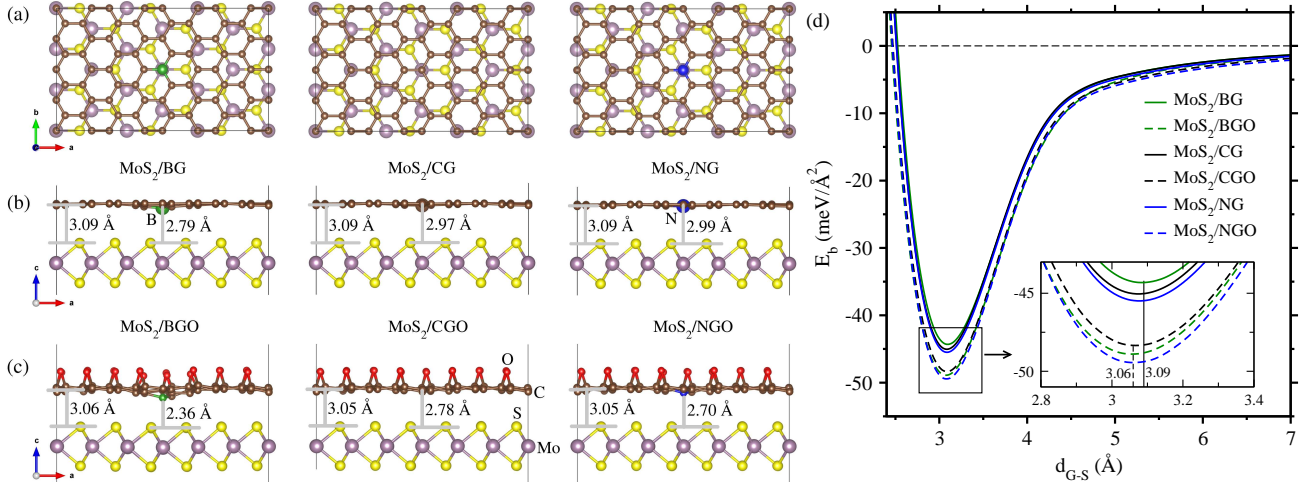 (a)
b
a
MoS2/BG
MoS2/CG
MoS2/NG
(b)
3.09 Å
B
2.79 Å
3.09 Å
2.97 Å
3.09 Å
N
2.99 Å
c
a
MoS2/BGO
MoS2/CGO
MoS2/NGO
(c)
3.06 Å
2.36 Å
3.05 Å
2.78 Å
O
C
S
Mo
3.05 Å
2.70 Å
c
a
(d)
E_b (meV/Å²)
0
-10
-20
-30
-40
-50
3 4 5 6 7
d_G-S (Å)
MoS2/BG
MoS2/BGO
MoS2/CG
MoS2/CGO
MoS2/NG
MoS2/NGO
-45
-50
3.06 3.09
2.8 3 3.2 3.4